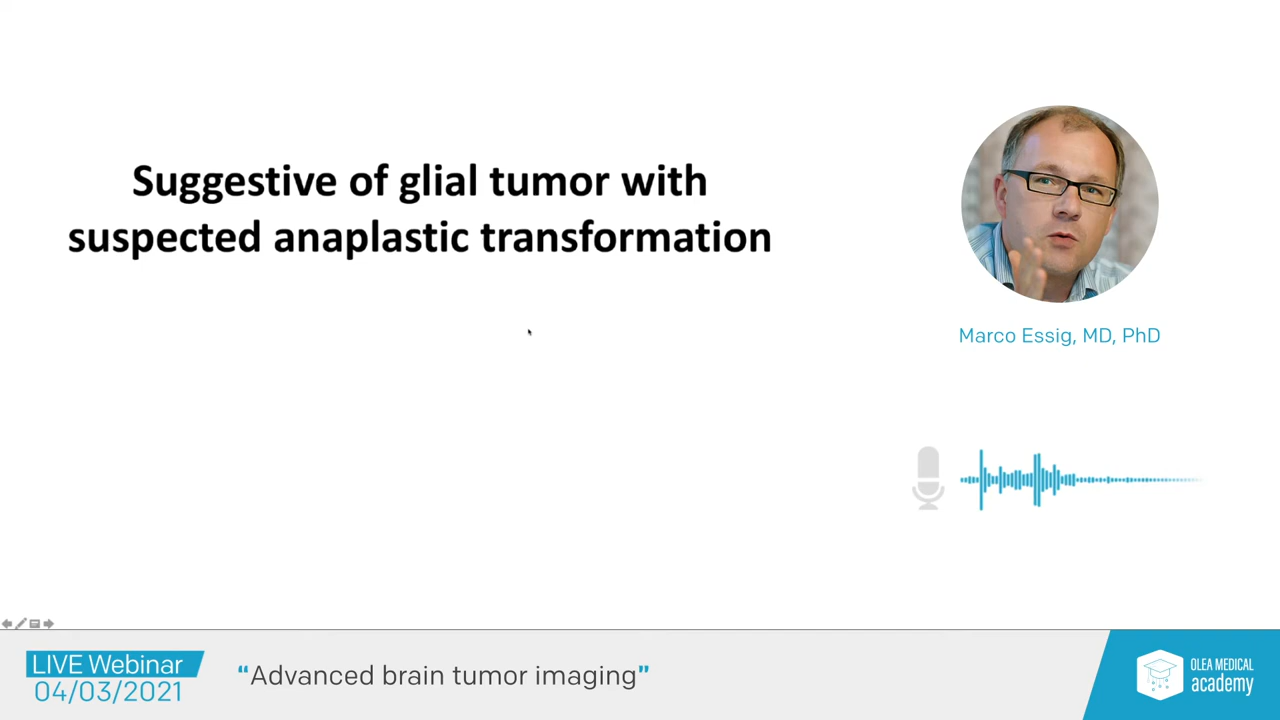 Suggestive of glial tumor with
suspected anaplastic transformation
Marco Essig, MD, PhD
LIVE Webinar
04/03/2021
“Advanced brain tumor imaging”
OLEA MEDICAL
academy